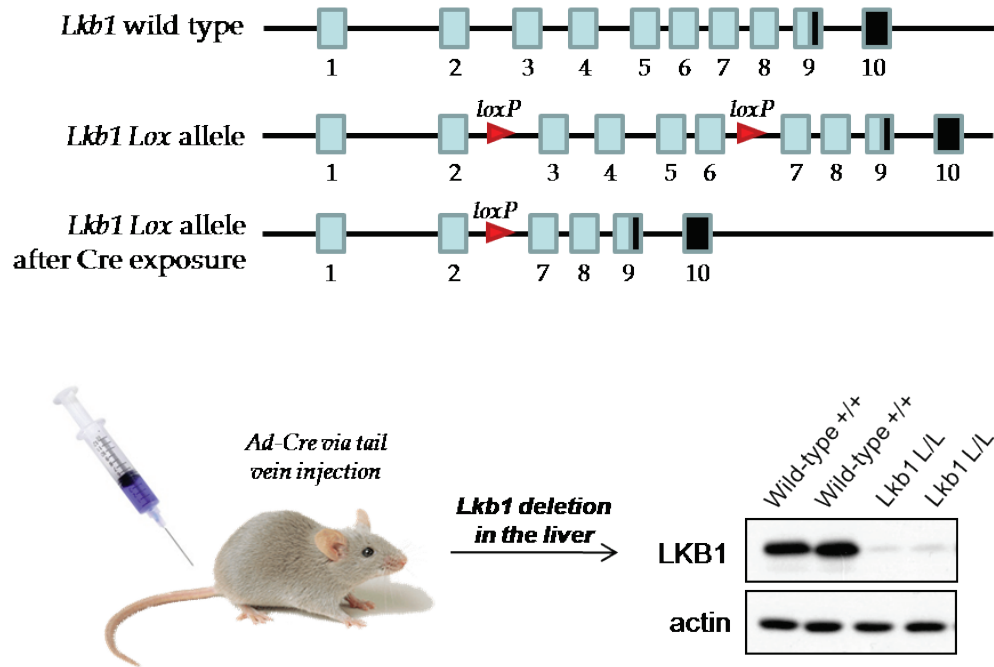 Lkb1 wild type
1 2 3 4 5 6 7 8 9 10
loxP loxP
Lkb1 Lox allele
1 2 3 4 5 6 7 8 9 10
loxP
Lkb1 Lox allele
after Cre exposure
1 2 7 8 9 10
Ad-Cre via tail
vein injection
Lkb1 deletion
in the liver
Wild-type +/+
Wild-type +/+
Lkb1 L/L
Lkb1 L/L
LKB1
actin